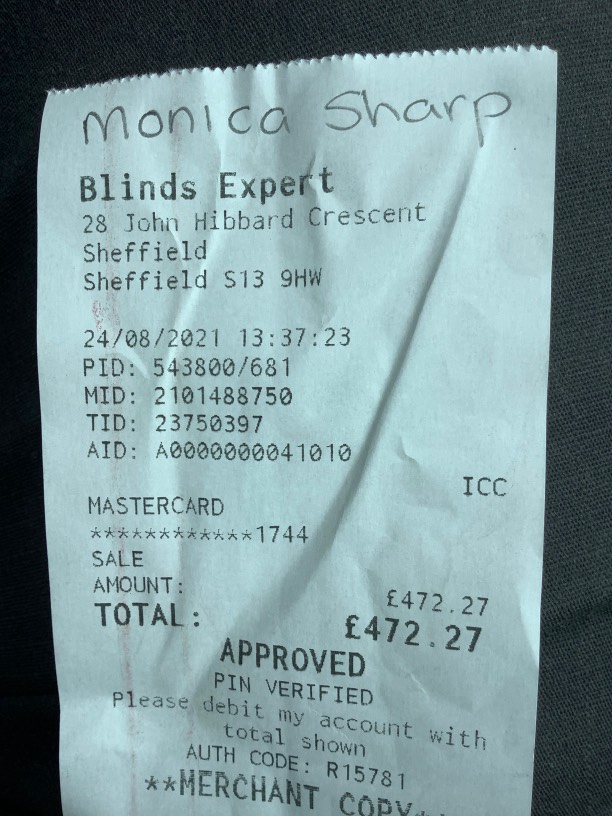 Monica Sharp
Blinds Expert
28 John Hibbard Crescent
Sheffield
Sheffield S13 9HW
24/08/2021 13:37:23
PID: 543800/681
MID: 2101488750
TID: 23750397
AID: A0000000041010
ICC
MASTERCARD
************1744
SALE
AMOUNT: £472.27
TOTAL: £472.27
APPROVED
PIN VERIFIED
Please debit my account with
total shown
AUTH CODE: R15781
**MERCHANT COPY**